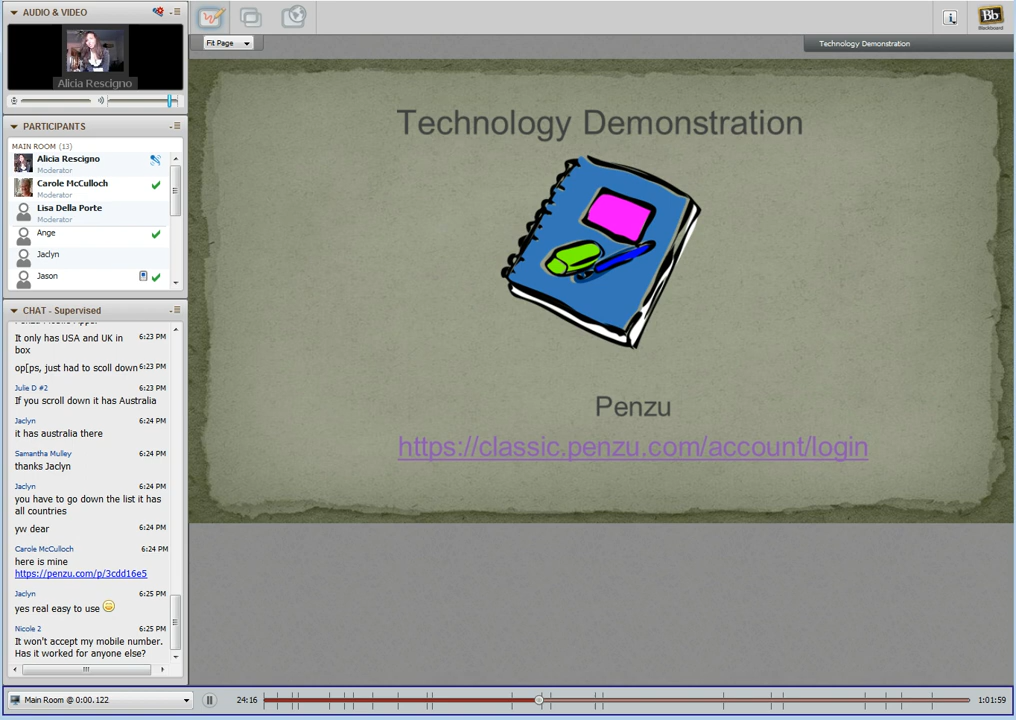 AUDIO & VIDEO
Alicia Rescigno
PARTICIPANTS
MAIN ROOM (13)
Alicia Rescigno
Moderator
Carole McCulloch
Moderator
Lisa Della Porte
Moderator
Ange
Jaclyn
Jason
CHAT - Supervised
It only has USA and UK in 6:23 PM
box
op[ps, just had to scoll down 6:23 PM
Julie D #2 6:23 PM
If you scroll down it has Australia
Jaclyn 6:24 PM
it has australia there
Samantha Mulley 6:24 PM
thanks Jaclyn
Jaclyn 6:24 PM
you have to go down the list it has
all countries
yw dear 6:24 PM
Carole McCulloch 6:24 PM
here is mine
https://penzu.com/p/3cdd16e5
Jaclyn 6:25 PM
yes real easy to use
Nicole 2 6:25 PM
It won't accept my mobile number.
Has it worked for anyone else?
Fit Page
Technology Demonstration
Bb
Blackboard
Technology Demonstration
Penzu
https://classic.penzu.com/account/login
Main Room @ 0:00.122
24:16
1:01:59